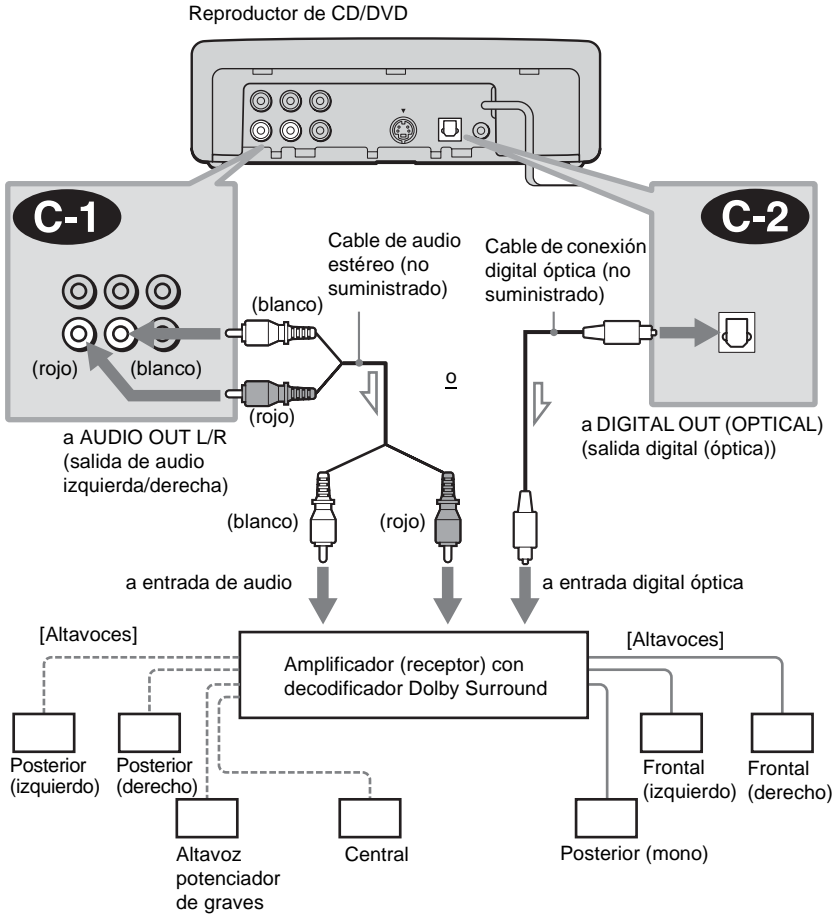 Reproductor de CD/DVD
C-1
C-2
Cable de audio
estéreo (no
suministrado)
Cable de conexión
digital óptica (no
suministrado)
(blanco)
(rojo)
(blanco)
(rojo)
o
a AUDIO OUT L/R
(salida de audio
izquierda/derecha)
a DIGITAL OUT (OPTICAL)
(salida digital (óptica))
(blanco)
(rojo)
a entrada de audio
a entrada digital óptica
[Altavoces]
[Altavoces]
Amplificador (receptor) con
decodificador Dolby Surround
Posterior
(izquierdo)
Posterior
(derecho)
Frontal
(izquierdo)
Frontal
(derecho)
Altavoz
potenciador
de graves
Central
Posterior (mono)